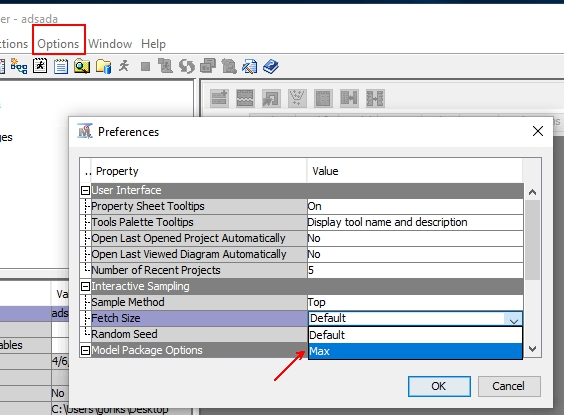 er - adsada
ctions Options Window Help
ges
Preferences
.. Property Value
User Interface
Property Sheet Tooltips On
Tools Palette Tooltips Display tool name and description
Open Last Opened Project Automatically No
Open Last Viewed Diagram Automatically No
Number of Recent Projects 5
Interactive Sampling
Sample Method Top
Fetch Size Default
Random Seed Default
Model Package Options Max
OK Cancel
Va
ads
ables
4/6,
No
C:\Users\gonks\Desktop